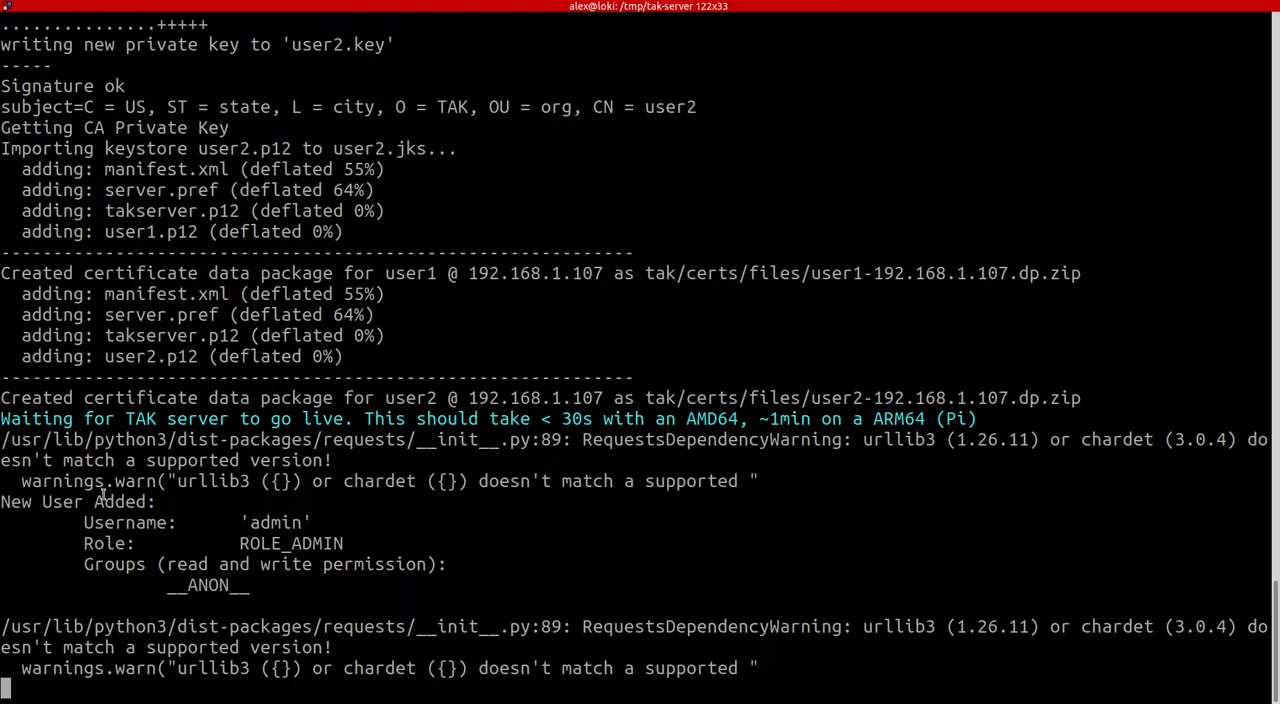 alex@loki: /tmp/tak-server 122x33
...............+++++
writing new private key to 'user2.key'
-----
Signature ok
subject=C = US, ST = state, L = city, O = TAK, OU = org, CN = user2
Getting CA Private Key
Importing keystore user2.p12 to user2.jks...
  adding: manifest.xml (deflated 55%)
  adding: server.pref (deflated 64%)
  adding: takserver.p12 (deflated 0%)
  adding: user1.p12 (deflated 0%)
-------------------------------------------------------------
Created certificate data package for user1 @ 192.168.1.107 as tak/certs/files/user1-192.168.1.107.dp.zip
  adding: manifest.xml (deflated 55%)
  adding: server.pref (deflated 64%)
  adding: takserver.p12 (deflated 0%)
  adding: user2.p12 (deflated 0%)
-------------------------------------------------------------
Created certificate data package for user2 @ 192.168.1.107 as tak/certs/files/user2-192.168.1.107.dp.zip
Waiting for TAK server to go live. This should take < 30s with an AMD64, ~1min on a ARM64 (Pi)
/usr/lib/python3/dist-packages/requests/__init__.py:89: RequestsDependencyWarning: urllib3 (1.26.11) or chardet (3.0.4) do
esn't match a supported version!
  warnings.warn("urllib3 ({}) or chardet ({}) doesn't match a supported "
New User Added:
        Username:      'admin'
        Role:          ROLE_ADMIN
        Groups (read and write permission):
                __ANON__
/usr/lib/python3/dist-packages/requests/__init__.py:89: RequestsDependencyWarning: urllib3 (1.26.11) or chardet (3.0.4) do
esn't match a supported version!
  warnings.warn("urllib3 ({}) or chardet ({}) doesn't match a supported "